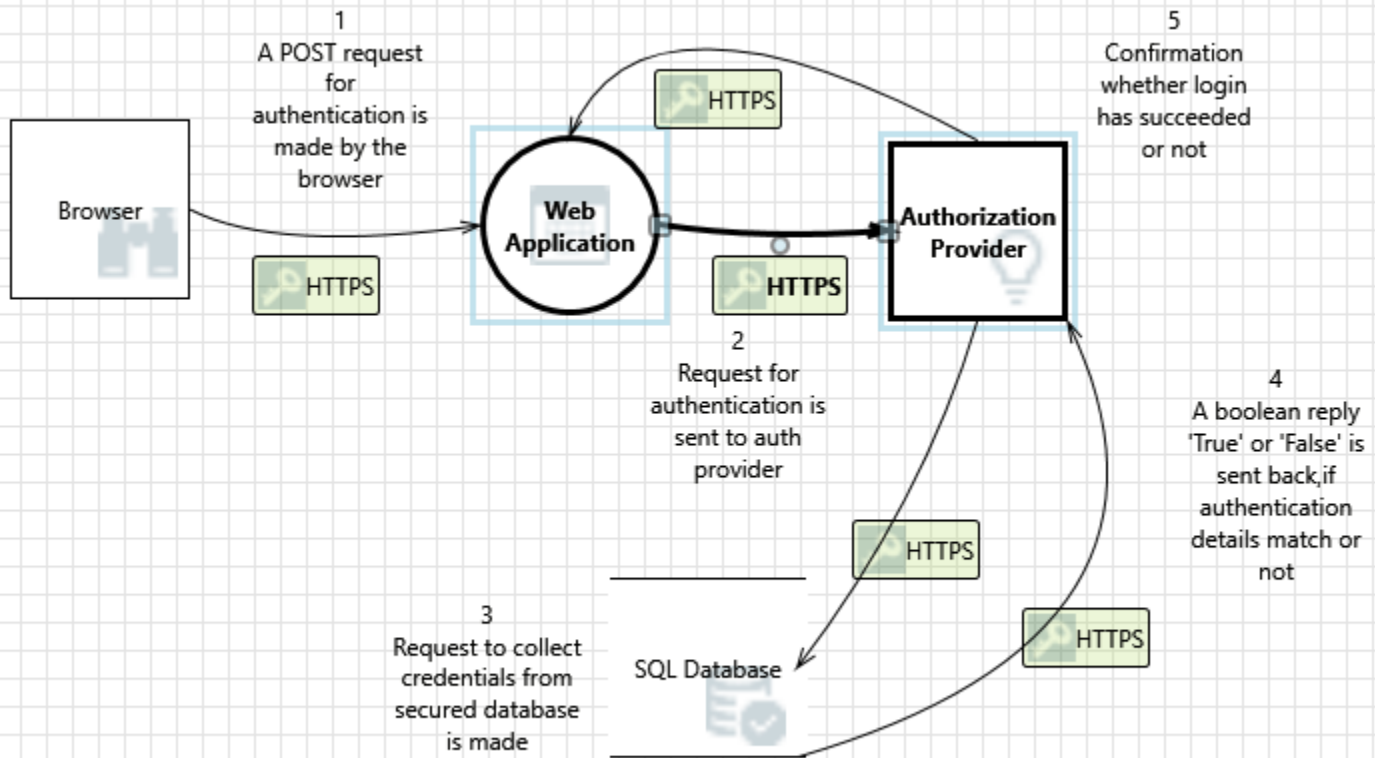 1
A POST request
for
authentication is
made by the
browser
Browser
HTTPS
Web
Application
HTTPS
HTTPS
2
Request for
authentication is
sent to auth
provider
Authorization
Provider
5
Confirmation
whether login
has succeeded
or not
4
A boolean reply
'True' or 'False' is
sent back,if
authentication
details match or
not
HTTPS
HTTPS
3
Request to collect
credentials from
secured database
is made
SQL Database